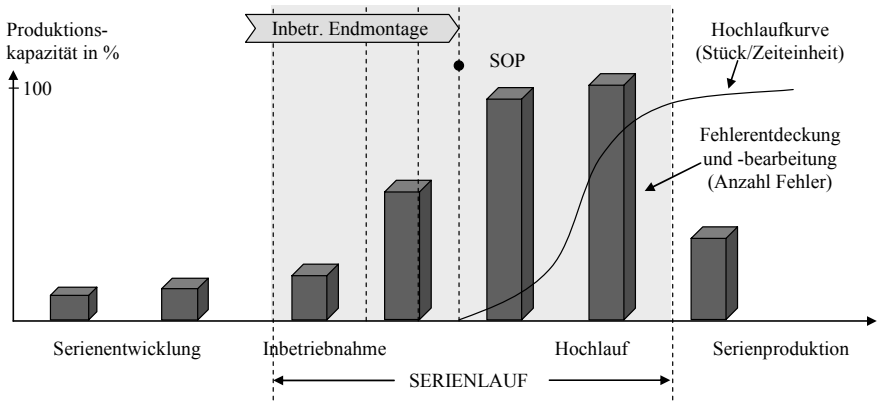 Produktions-
kapazität in %
Inbetr. Endmontage
SOP
Hochlaufkurve
(Stück/Zeiteinheit)
100
Fehlerentdeckung
und -bearbeitung
(Anzahl Fehler)
Serienentwicklung
Inbetriebnahme
Hochlauf
Serienproduktion
SERIENLAUF